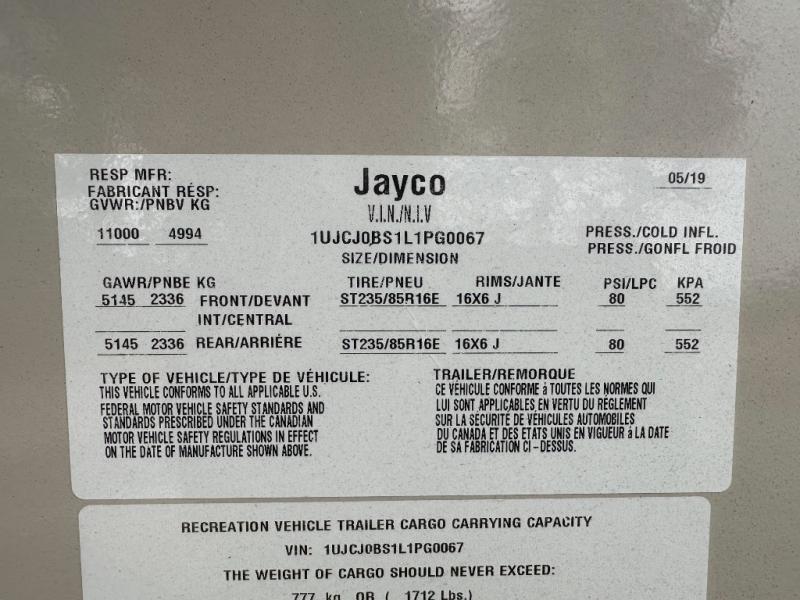 RESP MFR: Jayco 05/19
FABRICANT RÉSP:
GVWR:/PNBV KG V.I.N./N.I.V
11000 4994 1UJCJ0BS1L1PG0067 PRESS./COLD INFL.
SIZE/DIMENSION PRESS./GONFL FROID
GAWR/PNBE KG TIRE/PNEU RIMS/JANTE PSI/LPC KPA
5145 2336 FRONT/DEVANT ST235/85R16E 16X6 J 80 552
INT/CENTRAL
5145 2336 REAR/ARRIÈRE ST235/85R16E 16X6 J 80 552
TYPE OF VEHICLE/TYPE DE VÉHICULE: TRAILER/REMORQUE
THIS VEHICLE CONFORMS TO ALL APPLICABLE U.S.
FEDERAL MOTOR VEHICLE SAFETY STANDARDS AND
STANDARDS PRESCRIBED UNDER THE CANADIAN
MOTOR VEHICLE SAFETY REGULATIONS IN EFFECT
ON THE DATE OF MANUFACTURE SHOWN ABOVE.
CE VÉHICULE CONFORME à TOUTES LES NORMES QUI
LUI SONT APPLICABLES EN VERTU DU RÈGLEMENT
SUR LA SÉCURITÉ DE VÉHICULES AUTOMOBILES
DU CANADA ET DES ETATS UNIS EN VIGUEUR à LA DATE
DE SA FABRICATION CI-DESSUS.
RECREATION VEHICLE TRAILER CARGO CARRYING CAPACITY
VIN: 1UJCJ0BS1L1PG0067
THE WEIGHT OF CARGO SHOULD NEVER EXCEED:
777 kg OR ( 1712 Lbs.)